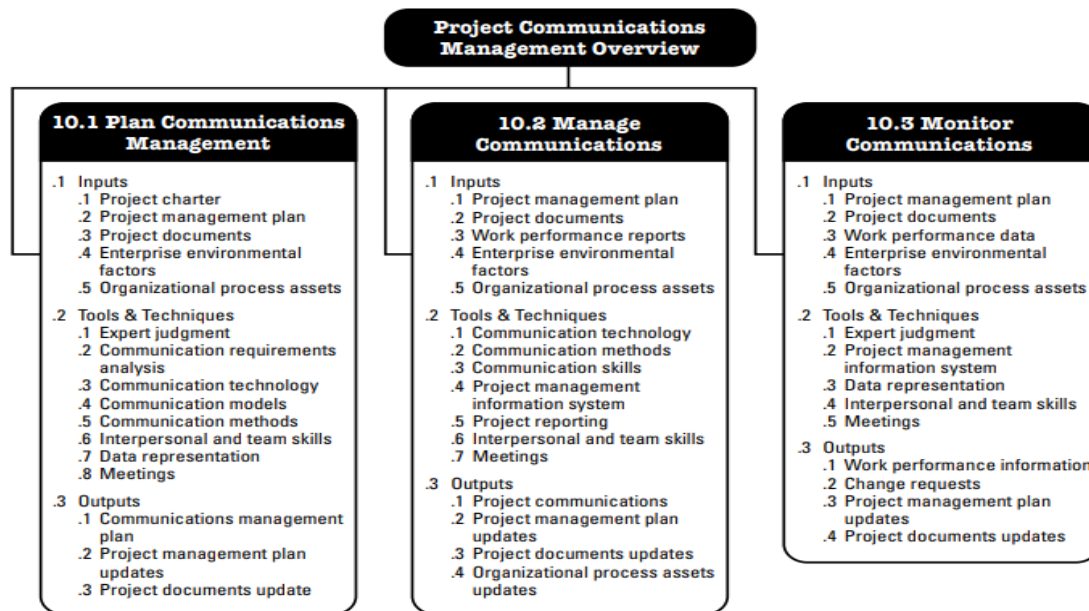 Project Communications
Management Overview
10.1 Plan Communications
Management
.1 Inputs
.1 Project charter
.2 Project management plan
.3 Project documents
.4 Enterprise environmental
factors
.5 Organizational process assets
.2 Tools & Techniques
.1 Expert judgment
.2 Communication requirements
analysis
.3 Communication technology
.4 Communication models
.5 Communication methods
.6 Interpersonal and team skills
.7 Data representation
.8 Meetings
.3 Outputs
.1 Communications management
plan
.2 Project management plan
updates
.3 Project documents update
10.2 Manage
Communications
.1 Inputs
.1 Project management plan
.2 Project documents
.3 Work performance reports
.4 Enterprise environmental
factors
.5 Organizational process assets
.2 Tools & Techniques
.1 Communication technology
.2 Communication methods
.3 Communication skills
.4 Project management
information system
.5 Project reporting
.6 Interpersonal and team skills
.7 Meetings
.3 Outputs
.1 Project communications
.2 Project management plan
updates
.3 Project documents updates
.4 Organizational process assets
updates
10.3 Monitor
Communications
.1 Inputs
.1 Project management plan
.2 Project documents
.3 Work performance data
.4 Enterprise environmental
factors
.5 Organizational process assets
.2 Tools & Techniques
.1 Expert judgment
.2 Project management
information system
.3 Data representation
.4 Interpersonal and team skills
.5 Meetings
.3 Outputs
.1 Work performance information
.2 Change requests
.3 Project management plan
updates
.4 Project documents updates